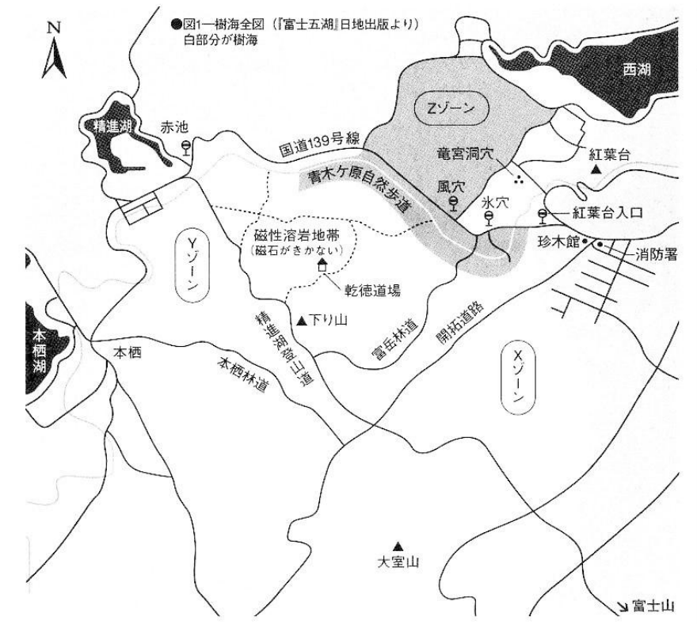 ●図1―樹海全図（『富士五湖』日地出版より）
白部分が樹海
N
西湖
精進湖
赤池
国道139号線
Zゾーン
竜宮洞穴
紅葉台
青木ケ原自然歩道
風穴
氷穴
紅葉台入口
珍木館
消防署
磁性溶岩地帯
（磁石がきかない）
乾徳道場
Yゾーン
下り山
精進湖登山道
富岳林道
開拓道路
本栖湖
本栖
本栖林道
Xゾーン
大室山
富士山